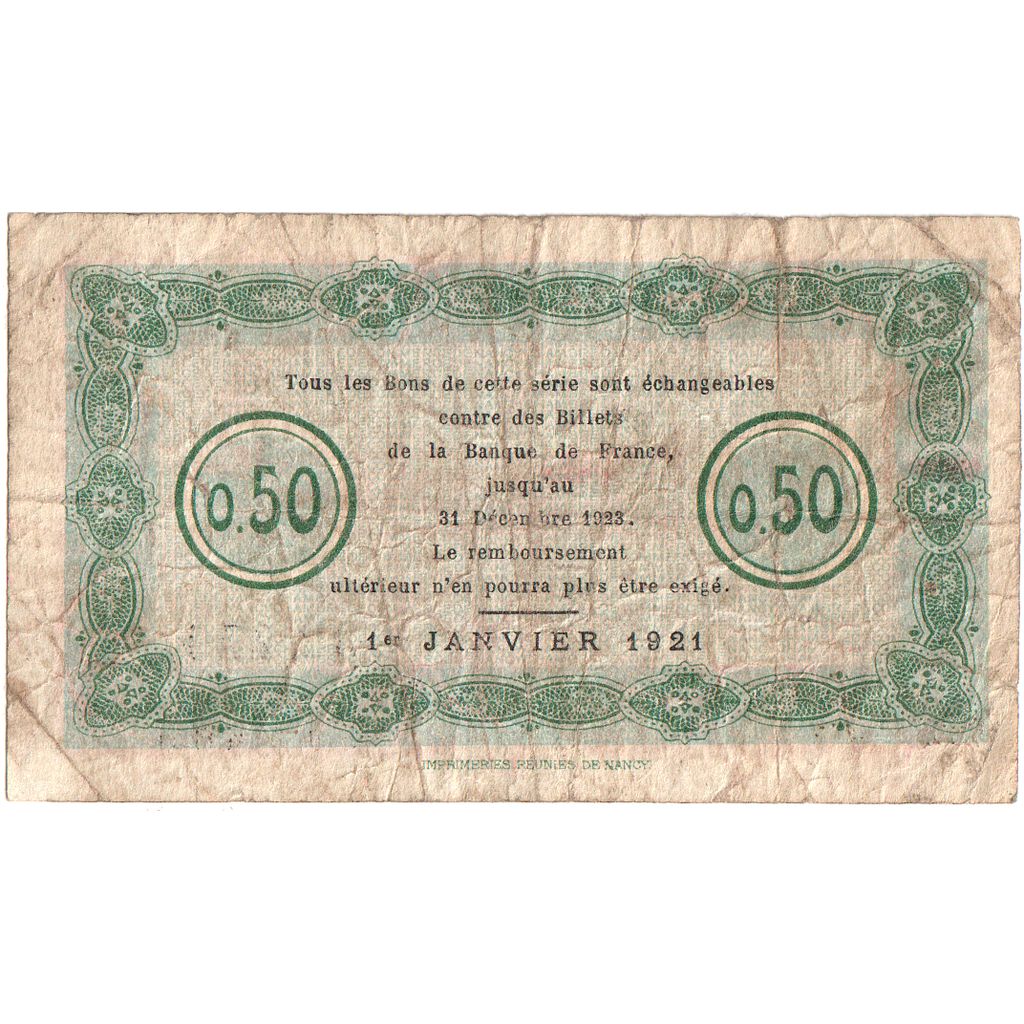 Tous les Bons de cette série sont échangeables
contre des Billets
0.50
de la Banque de France,
0.50
jusqu'au
31 Décembre 1923.
Le remboursement
ultérieur n'en pourra plus être exigé.
1er JANVIER 1921
IMPRIMERIES RÉUNIES DE NANCY